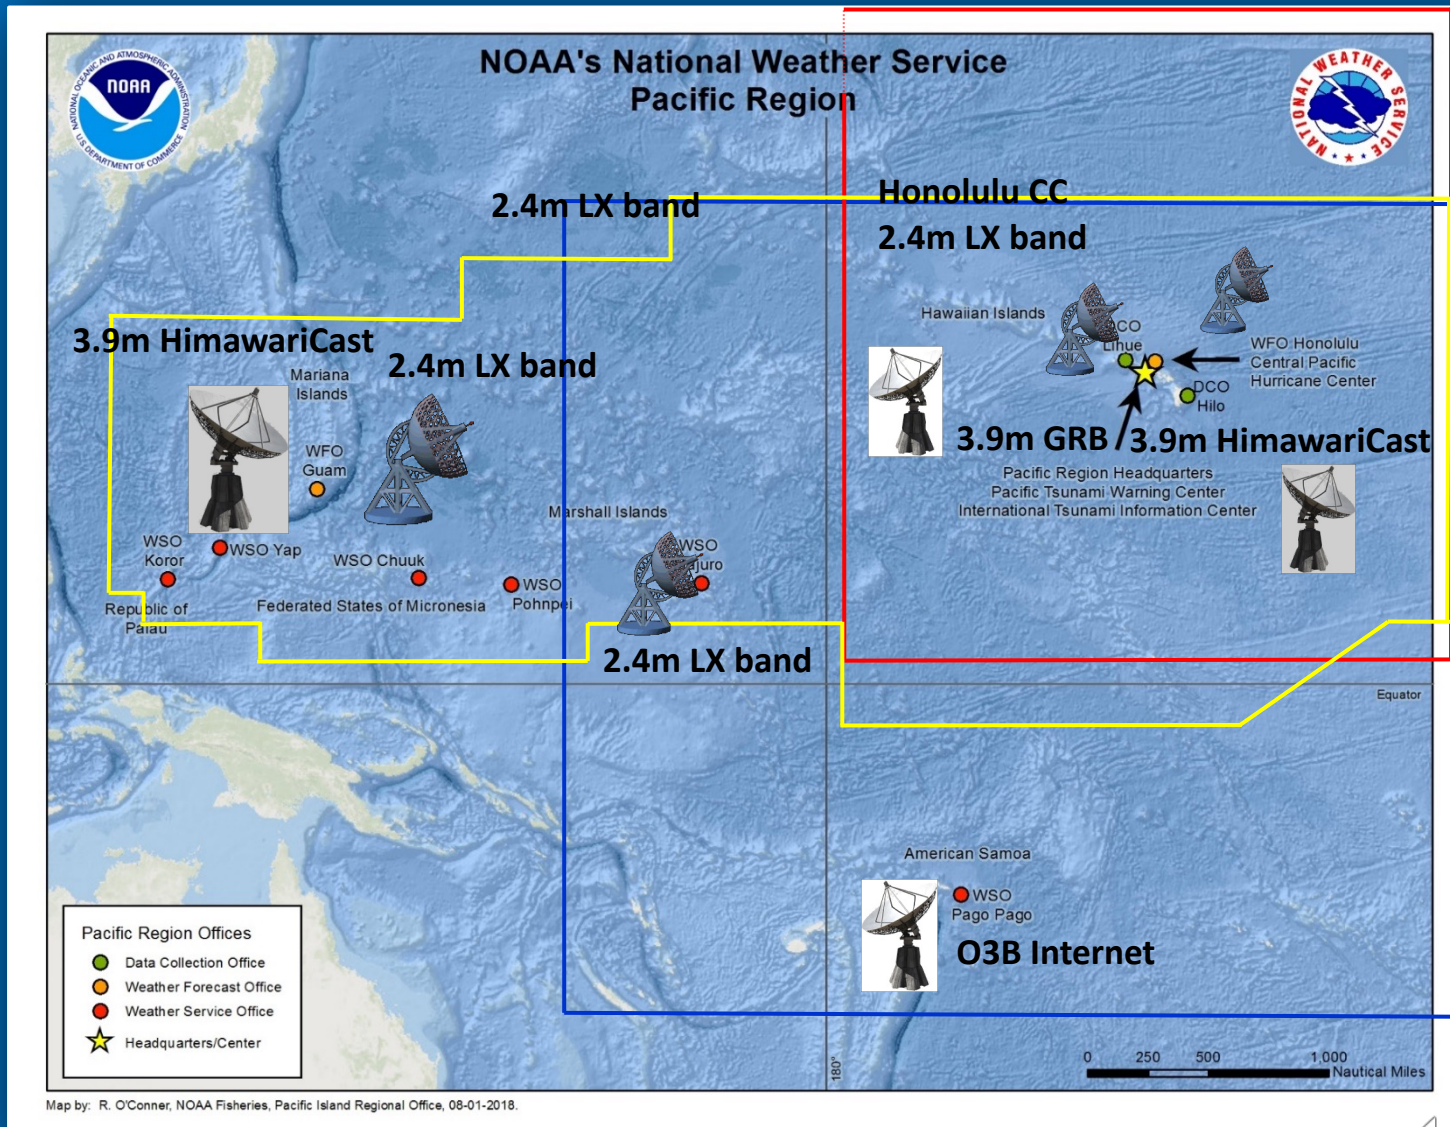 NOAA's National Weather Service
Pacific Region
NATIONAL OCEANIC AND ATMOSPHERIC ADMINISTRATION
NOAA
U.S. DEPARTMENT OF COMMERCE
NATIONAL WEATHER SERVICE
2.4m LX band
Honolulu CC
2.4m LX band
Hawaiian Islands
Lihue
WFO Honolulu
Central Pacific
Hurricane Center
DCO
Hilo
3.9m HimawariCast
2.4m LX band
Mariana
Islands
WFO
Guam
3.9m GRB
3.9m HimawariCast
Pacific Region Headquarters
Pacific Tsunami Warning Center
International Tsunami Information Center
Marshall Islands
WSO
WSO
Koror
WSO Yap
WSO Chuuk
WSO
Pohnpei
Republic of
Palau
Federated States of Micronesia
2.4m LX band
Equator
American Samoa
WSO
Pago Pago
O3B Internet
Pacific Region Offices
Data Collection Office
Weather Forecast Office
Weather Service Office
Headquarters/Center
180°
0 250 500 1,000
Nautical Miles
Map by: R. O'Conner, NOAA Fisheries, Pacific Island Regional Office, 08-01-2018.